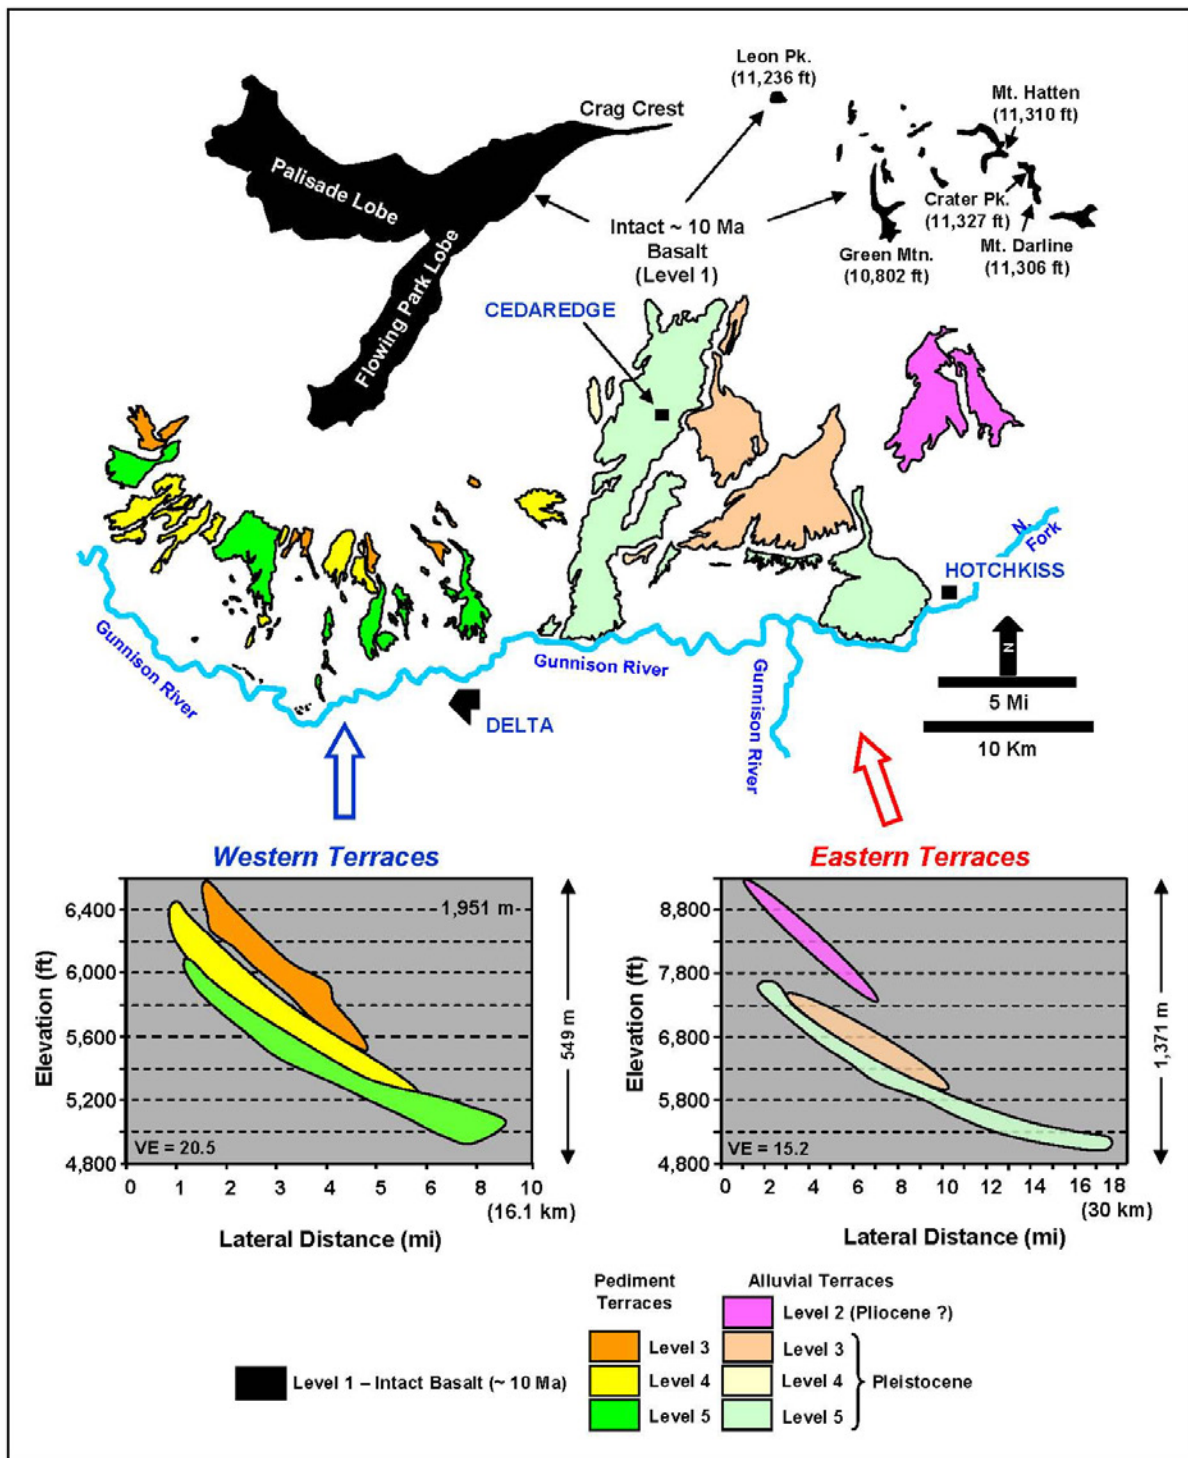 Leon Pk.
(11,236 ft)
Mt. Hatten
(11,310 ft)
Crag Crest
Palisade Lobe
Flowing Park Lobe
Intact ~ 10 Ma
Basalt
(Level 1)
Crater Pk.
(11,327 ft)
Green Mtn.
(10,802 ft)
Mt. Darline
(11,306 ft)
CEDAREDGE
N.
Fork
HOTCHKISS
Gunnison River
Gunnison River
Gunnison River
DELTA
N
5 Mi
10 Km
Western Terraces
Elevation (ft)
6,400
6,000
5,600
5,200
4,800
1,951 m
VE = 20.5
549 m
0 1 2 3 4 5 6 8 10
(16.1 km)
Lateral Distance (mi)
Eastern Terraces
Elevation (ft)
8,800
7,800
6,800
5,800
4,800
VE = 15.2
1,371 m
0 2 4 6 8 10 12 14 16 18
(30 km)
Lateral Distance (mi)
Pediment
Terraces
Level 3
Level 4
Level 5
Alluvial Terraces
Level 2 (Pliocene ?)
Level 3
Level 4
Level 5
Pleistocene
Level 1 – Intact Basalt (~ 10 Ma)